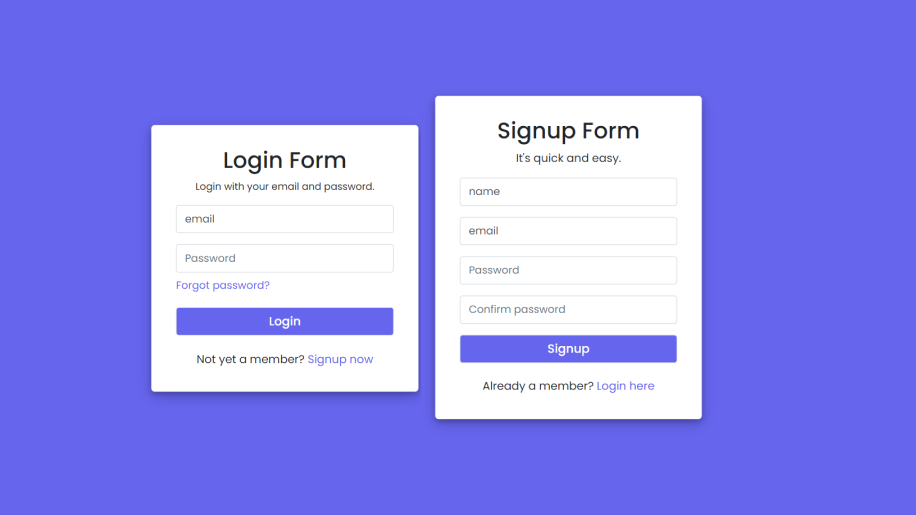 Login Form
Login with your email and password.
email
Password
Forgot password?
Login
Not yet a member? Signup now
Signup Form
It's quick and easy.
name
email
Password
Confirm password
Signup
Already a member? Login here